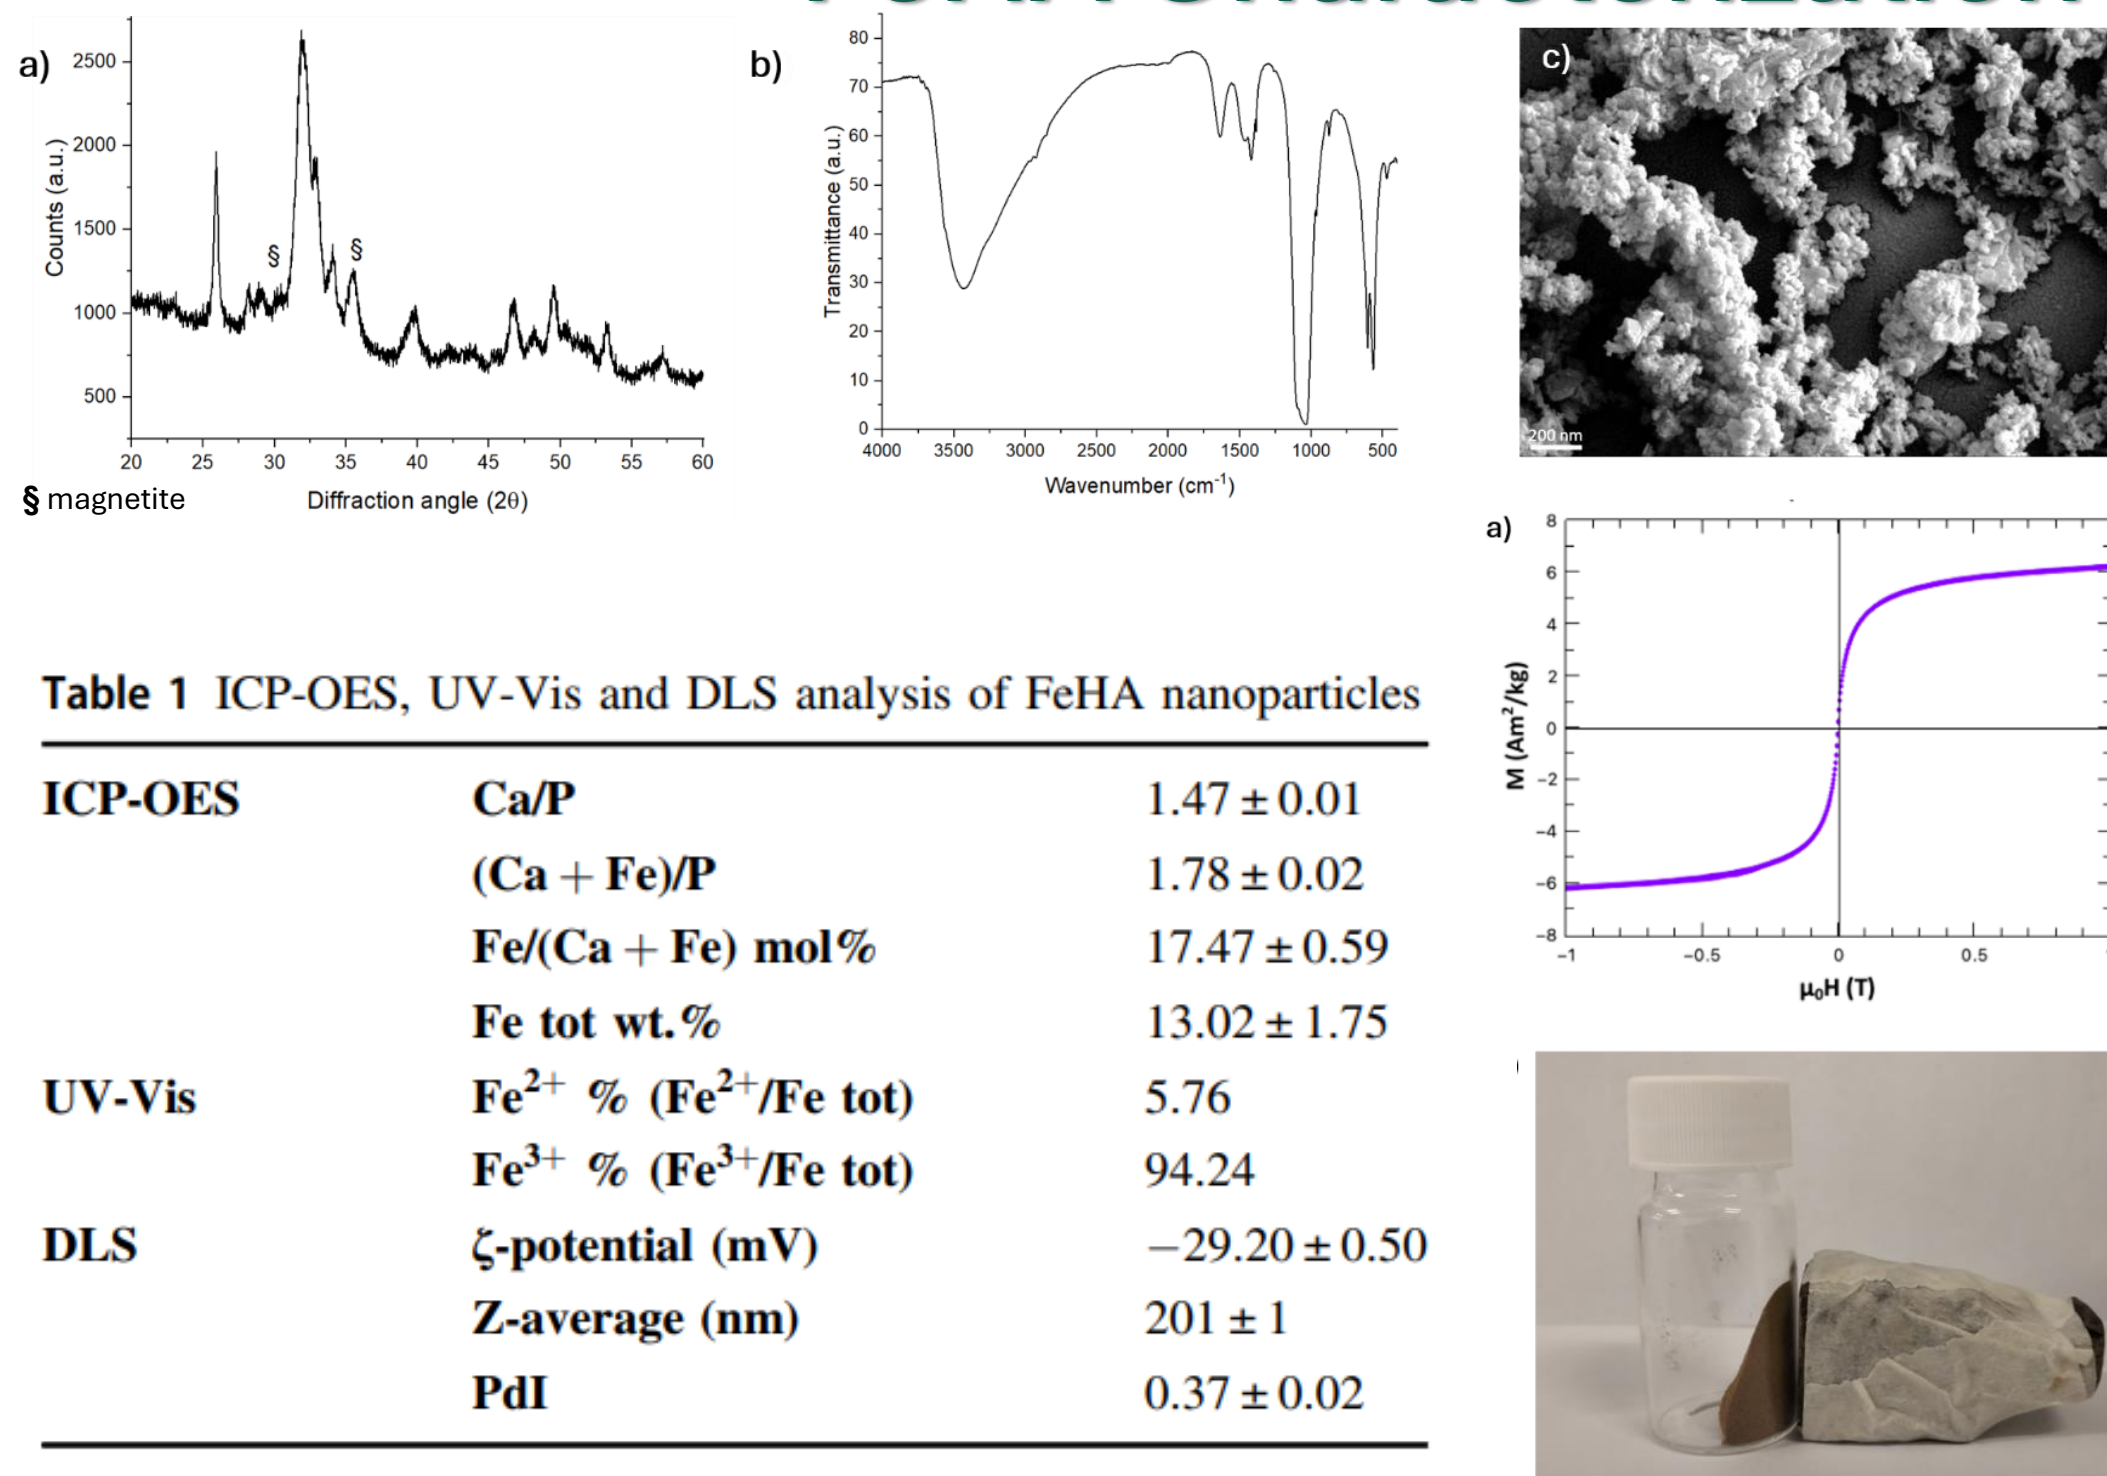 a)
Counts (a.u.)
2500
2000
1500
1000
500
§
§
20 25 30 35 40 45 50 55 60
§ magnetite
Diffraction angle (2θ)
b)
Transmittance (a.u.)
80
70
60
50
40
30
20
10
0
4000 3500 3000 2500 2000 1500 1000 500
Wavenumber (cm⁻¹)
c)
200 nm
a)
M (Am²/kg)
8
6
4
2
0
−2
−4
−6
−8
−1 −0.5 0 0.5
μ₀H (T)
Table 1 ICP-OES, UV-Vis and DLS analysis of FeHA nanoparticles
ICP-OES Ca/P 1.47 ± 0.01
(Ca + Fe)/P 1.78 ± 0.02
Fe/(Ca + Fe) mol% 17.47 ± 0.59
Fe tot wt.% 13.02 ± 1.75
UV-Vis Fe²⁺ % (Fe²⁺/Fe tot) 5.76
Fe³⁺ % (Fe³⁺/Fe tot) 94.24
DLS ζ-potential (mV) −29.20 ± 0.50
Z-average (nm) 201 ± 1
PdI 0.37 ± 0.02